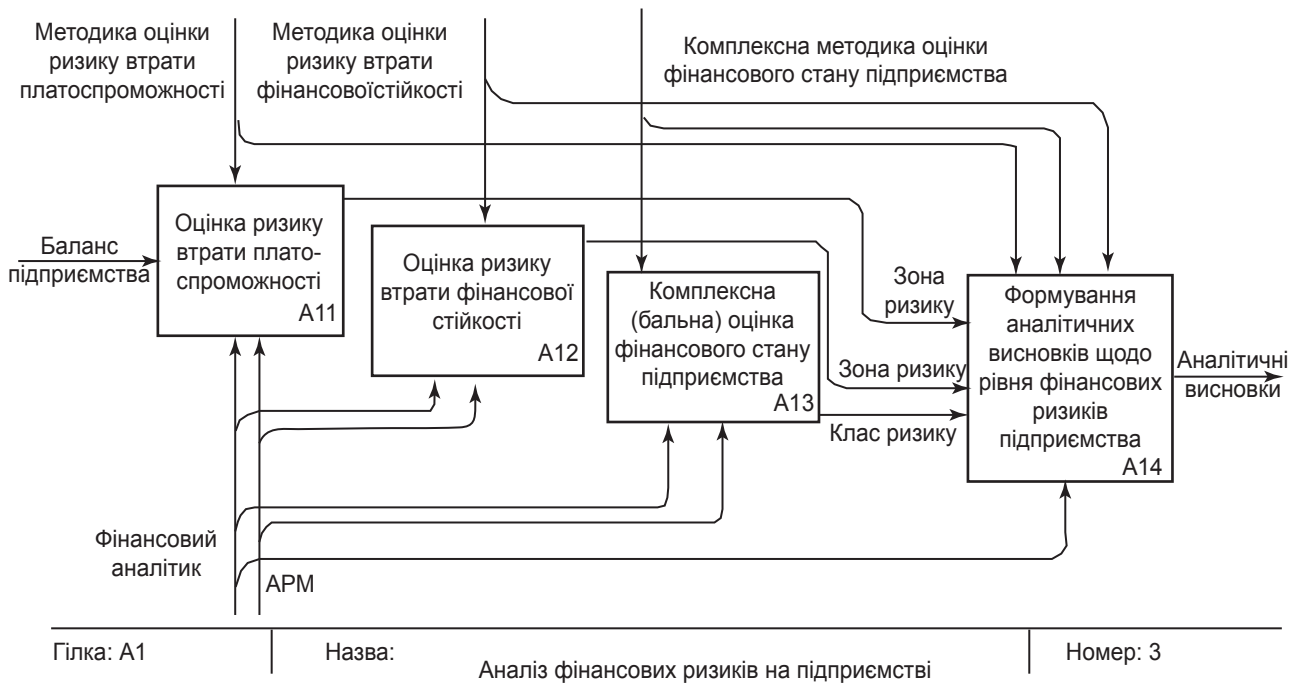 Методика оцінки
ризику втрати
платоспроможності
Методика оцінки
ризику втрати
фінансовоїстійкості
Комплексна методика оцінки
фінансового стану підприємства
Баланс
підприємства
Оцінка ризику
втрати плато-
спроможності
А11
Оцінка ризику
втрати фінансової
стійкості
А12
Комплексна
(бальна) оцінка
фінансового стану
підприємства
А13
Зона
ризику
Зона ризику
Клас ризику
Формування
аналітичних
висновків щодо
рівня фінансових
ризиків
підприємства
А14
Аналітичні
висновки
Фінансовий
аналітик
АРМ
Гілка: А1
Назва:
Аналіз фінансових ризиків на підприємстві
Номер: 3